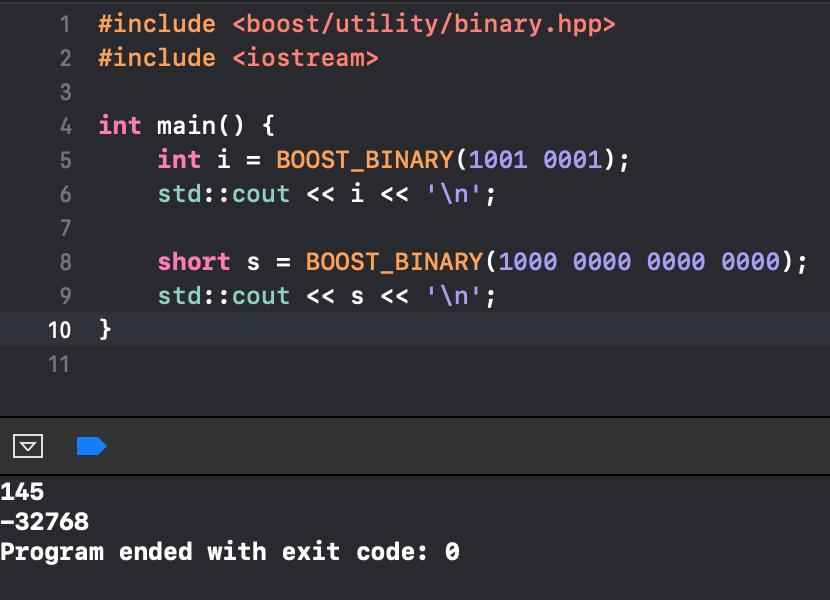 1 #include <boost/utility/binary.hpp>
2 #include <iostream>
3
4 int main() {
5     int i = BOOST_BINARY(1001 0001);
6     std::cout << i << '\n';
7
8     short s = BOOST_BINARY(1000 0000 0000 0000);
9     std::cout << s << '\n';
10 }
11
145
-32768
Program ended with exit code: 0